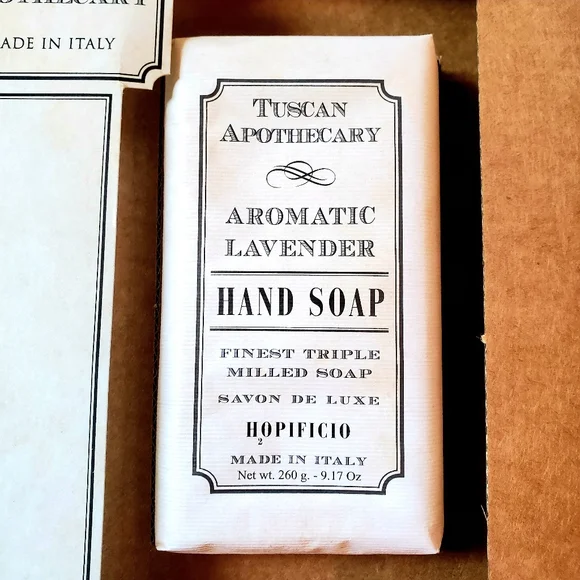 MADE IN ITALY
TUSCAN
APOTHECARY
AROMATIC
LAVENDER
HAND SOAP
FINEST TRIPLE
MILLED SOAP
SAVON DE LUXE
H₂OPIFICIO
MADE IN ITALY
Net wt. 260 g. - 9.17 Oz